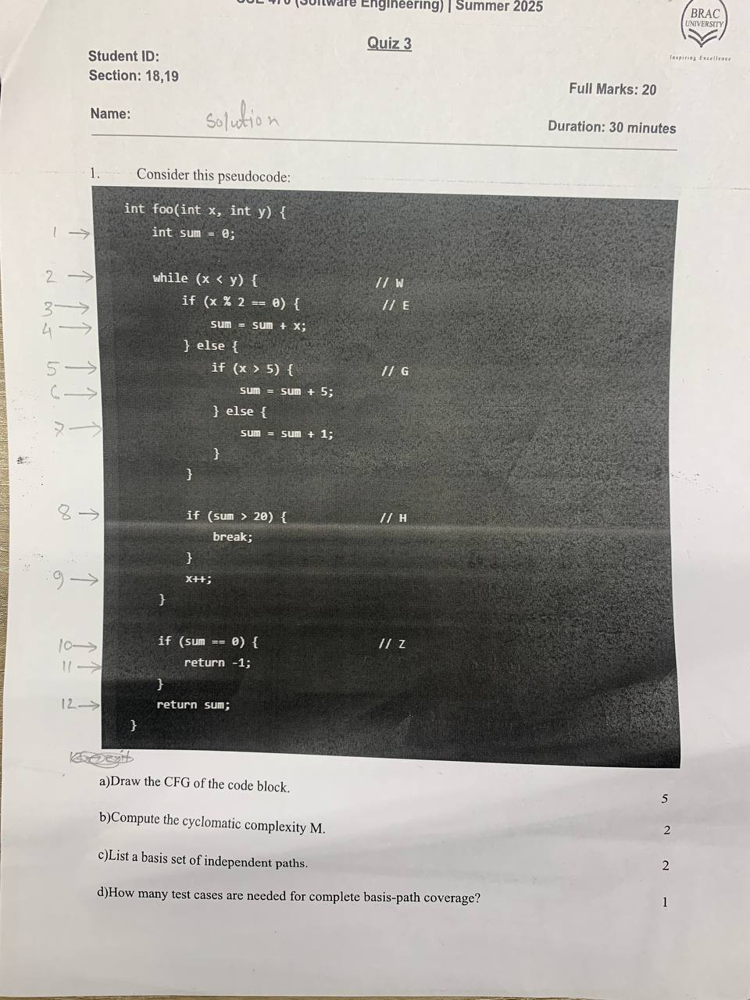 (Software Engineering) | Summer 2025
BRAC
UNIVERSITY
Inspiring Excellence
Quiz 3
Student ID:
Section: 18,19
Full Marks: 20
Name: solution
Duration: 30 minutes
1. Consider this pseudocode:
int foo(int x, int y) {
1 → int sum = 0;
2 → while (x < y) { // W
3 → if (x % 2 == 0) { // E
4 → sum = sum + x;
} else {
5 → if (x > 5) { // G
6 → sum = sum + 5;
} else {
7 → sum = sum + 1;
}
}
8 → if (sum > 20) { // H
break;
}
9 → x++;
}
10 → if (sum == 0) { // Z
11 → return -1;
}
12 → return sum;
}
a)Draw the CFG of the code block. 5
b)Compute the cyclomatic complexity M. 2
c)List a basis set of independent paths. 2
d)How many test cases are needed for complete basis-path coverage? 1